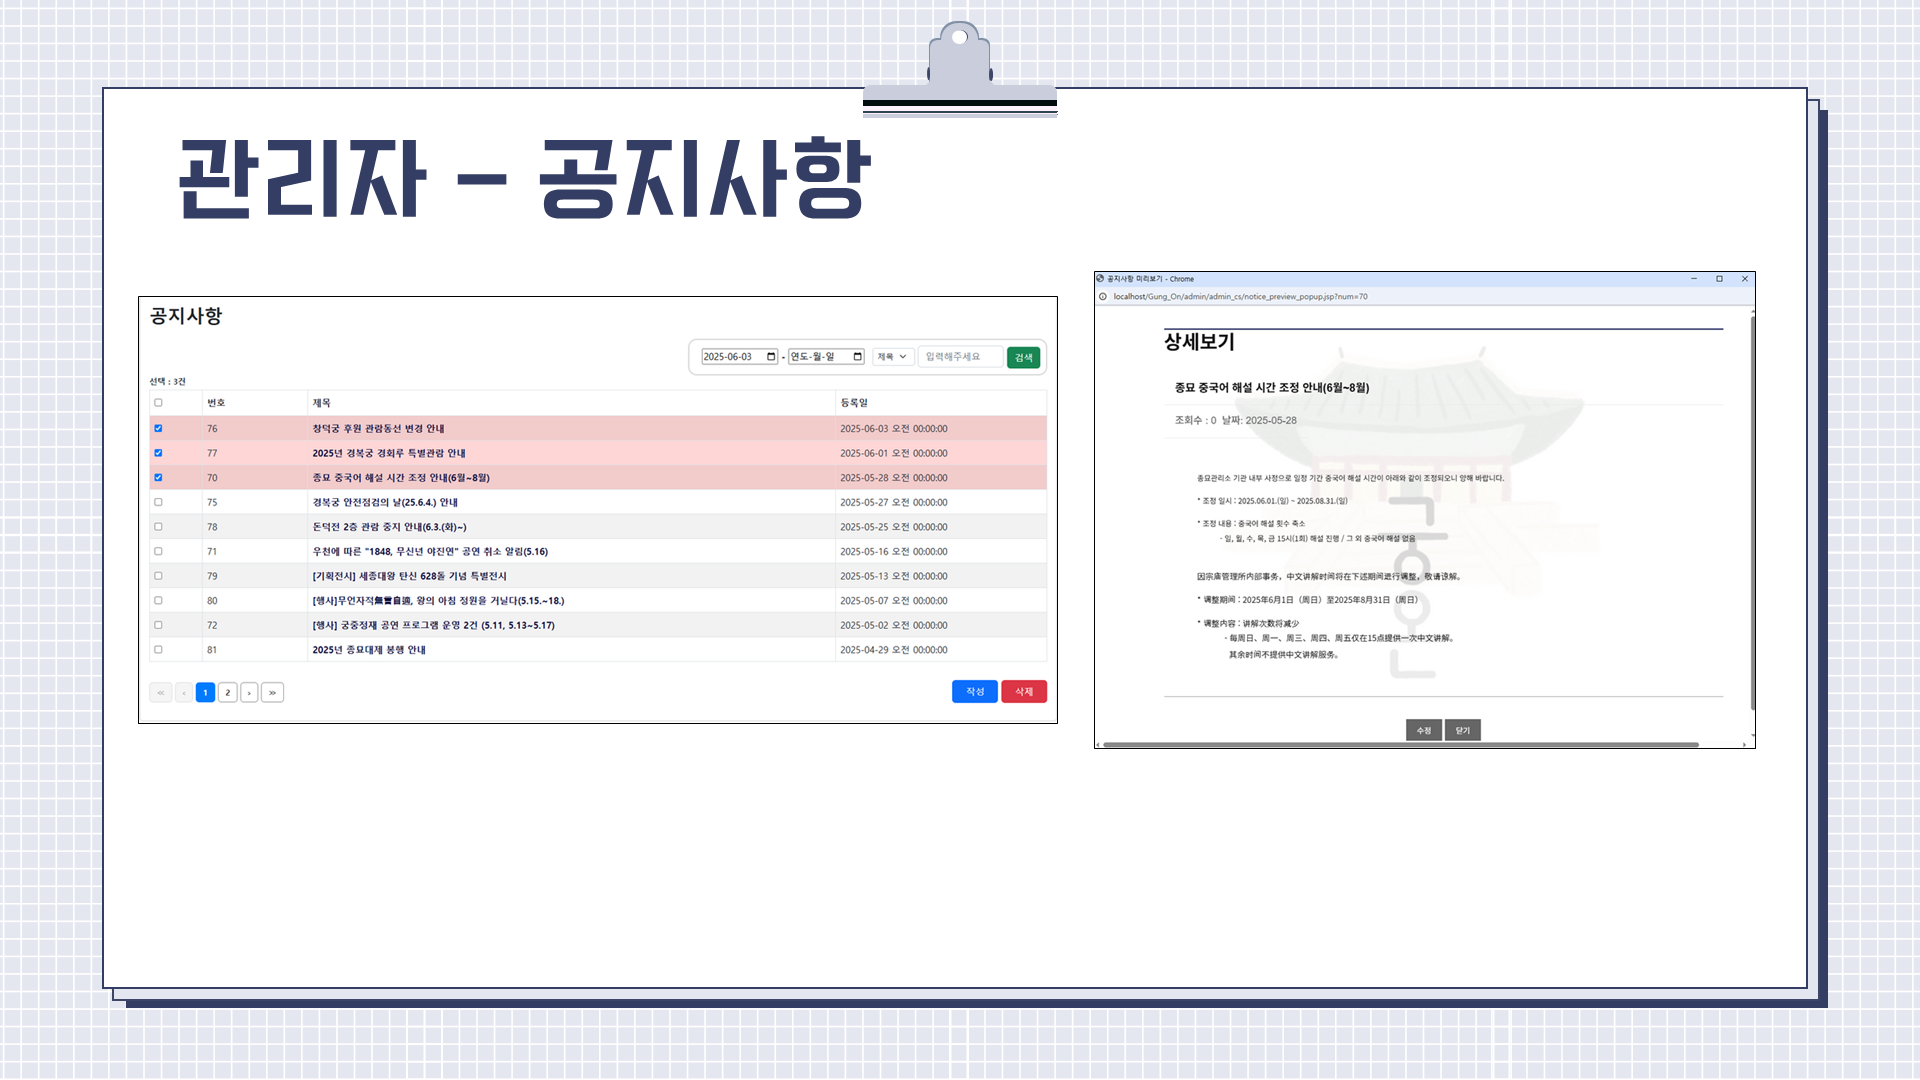 관리자 - 공지사항
공지사항
2025-06-03 - 연도-월-일 제목 입력해주세요 검색
선택 : 3건
번호 제목 등록일
76 창덕궁 후원 관람동선 변경 안내 2025-06-03 오전 00:00:00
77 2025년 경복궁 경회루 특별관람 안내 2025-06-01 오전 00:00:00
70 종묘 중국어 해설 시간 조정 안내(6월~8월) 2025-05-28 오전 00:00:00
75 경복궁 안전점검의 날(25.6.4.) 안내 2025-05-27 오전 00:00:00
78 돈덕전 2층 관람 중지 안내(6.3.(화)~) 2025-05-25 오전 00:00:00
71 우천에 따른 "1848, 무신년 야진연" 공연 취소 알림(5.16) 2025-05-16 오전 00:00:00
79 [기획전시] 세종대왕 탄신 628돌 기념 특별전시 2025-05-13 오전 00:00:00
80 [행사]무언자적無言自適, 왕의 아침 정원을 거닐다(5.15.~18.) 2025-05-07 오전 00:00:00
72 [행사] 궁중정재 공연 프로그램 운영 2건 (5.11, 5.13~5.17) 2025-05-02 오전 00:00:00
81 2025년 종묘대제 봉행 안내 2025-04-29 오전 00:00:00
« ‹ 1 2 › » 작성 삭제
공지사항 미리보기 - Chrome
localhost/Gung_On/admin/admin_cs/notice_preview_popup.jsp?num=70
상세보기
종묘 중국어 해설 시간 조정 안내(6월~8월)
조회수 : 0 날짜: 2025-05-28
종묘관리소 기관 내부 사정으로 일정 기간 중국어 해설 시간이 아래와 같이 조정되오니 양해 바랍니다.
* 조정 일시 : 2025.06.01.(일) ~ 2025.08.31.(일)
* 조정 내용 : 중국어 해설 횟수 축소
- 일, 월, 수, 목, 금 15시(1회) 해설 진행 / 그 외 중국어 해설 없음
因宗庙管理所内部事务，中文讲解时间将在下述期间进行调整，敬请谅解。
* 调整期间 : 2025年6月1日（周日）至2025年8月31日（周日）
* 调整内容 : 讲解次数将减少
- 每周日、周一、周三、周四、周五仅在15点提供一次中文讲解。
其余时间不提供中文讲解服务。
궁온
수정 닫기